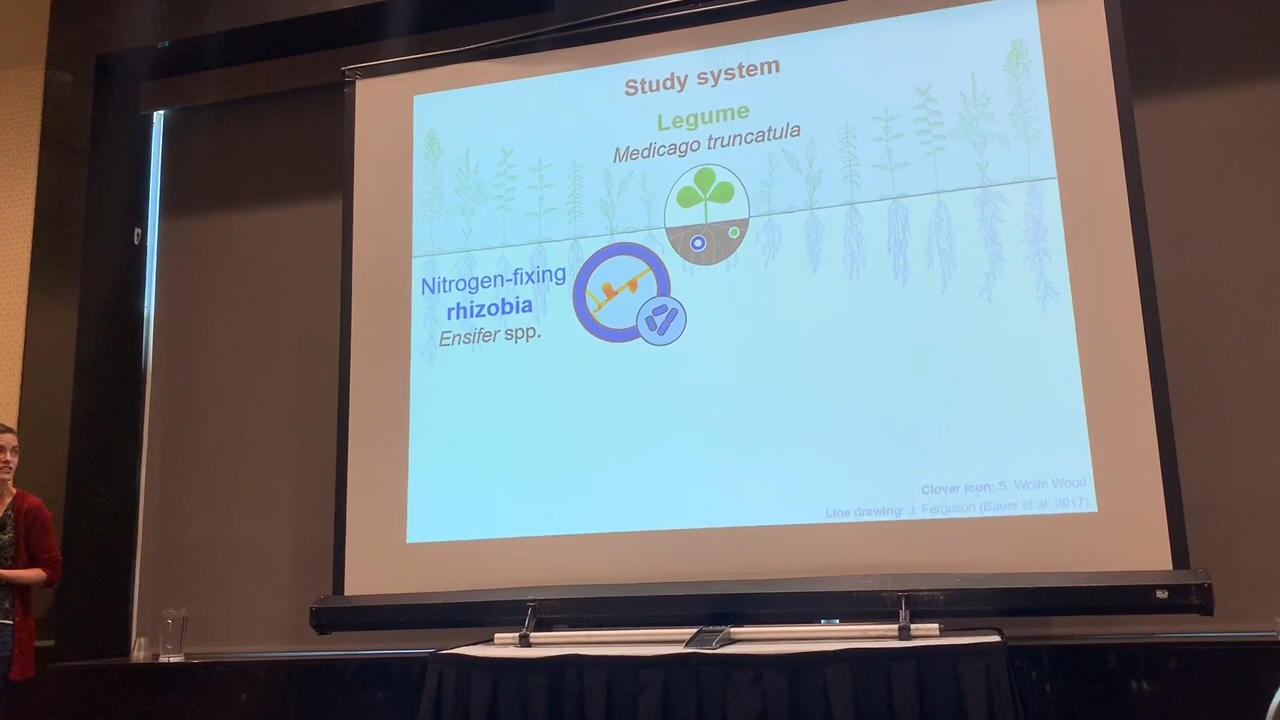 Study system
Legume
Medicago truncatula
Nitrogen-fixing
rhizobia
Ensifer spp.
Clover icon: S. Wolfe Wood
Line drawing: J. Ferguson (Bauer et al. 2017)